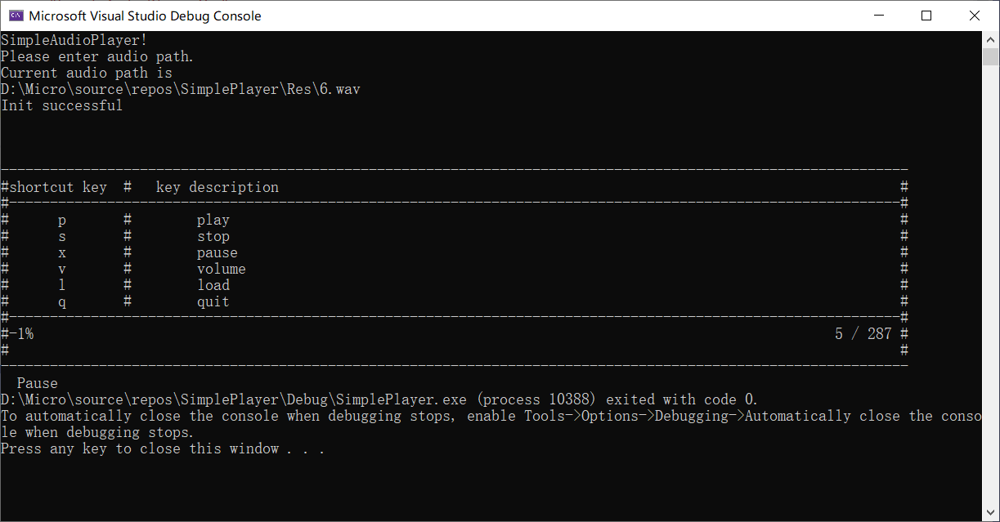 Microsoft Visual Studio Debug Console
SimpleAudioPlayer!
Please enter audio path.
Current audio path is
D:\Micro\source\repos\SimplePlayer\Res\6.wav
Init successful
---------------------------------------------------------------------------------------------------------------
#shortcut key  #   key description                                                                            #
#-------------------------------------------------------------------------------------------------------------#
#      p       #        play                                                                                  #
#      s       #        stop                                                                                  #
#      x       #        pause                                                                                 #
#      v       #        volume                                                                                #
#      l       #        load                                                                                  #
#      q       #        quit                                                                                  #
#-------------------------------------------------------------------------------------------------------------#
#-1%                                                                                                  5 / 287 #
#                                                                                                             #
---------------------------------------------------------------------------------------------------------------
  Pause
D:\Micro\source\repos\SimplePlayer\Debug\SimplePlayer.exe (process 10388) exited with code 0.
To automatically close the console when debugging stops, enable Tools->Options->Debugging->Automatically close the conso
le when debugging stops.
Press any key to close this window . . .